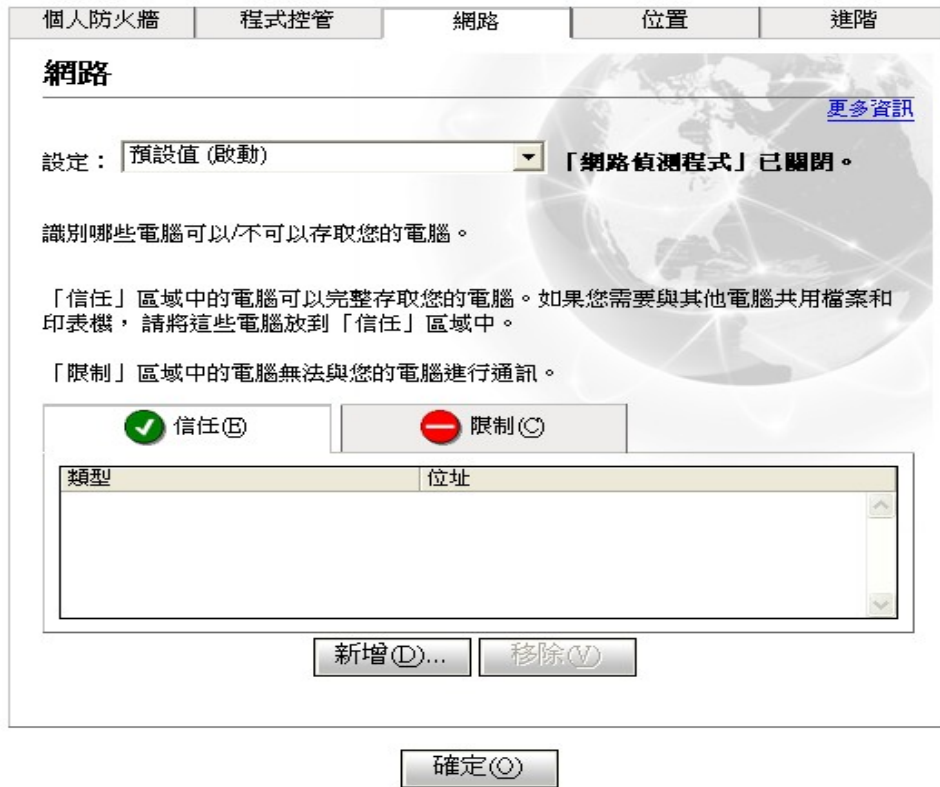 個人防火牆 程式控管 網路 位置 進階
網路
更多資訊
設定： 預設值 (啟動) 「網路偵測程式」已關閉。
識別哪些電腦可以/不可以存取您的電腦。
「信任」區域中的電腦可以完整存取您的電腦。如果您需要與其他電腦共用檔案和
印表機， 請將這些電腦放到「信任」區域中。
「限制」區域中的電腦無法與您的電腦進行通訊。
信任(E) 限制(C)
類型 位址
新增(D)... 移除(V)
確定(O)